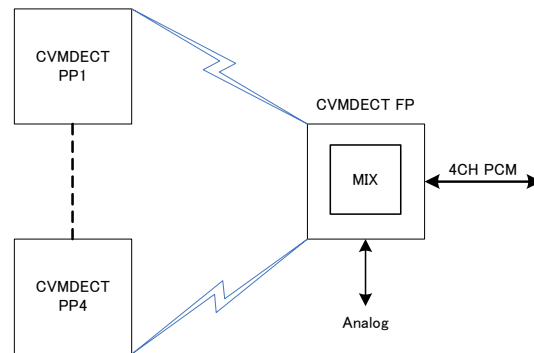 CVMDECT
PP1
CVMDECT FP
MIX
4CH PCM
CVMDECT
PP4
Analog